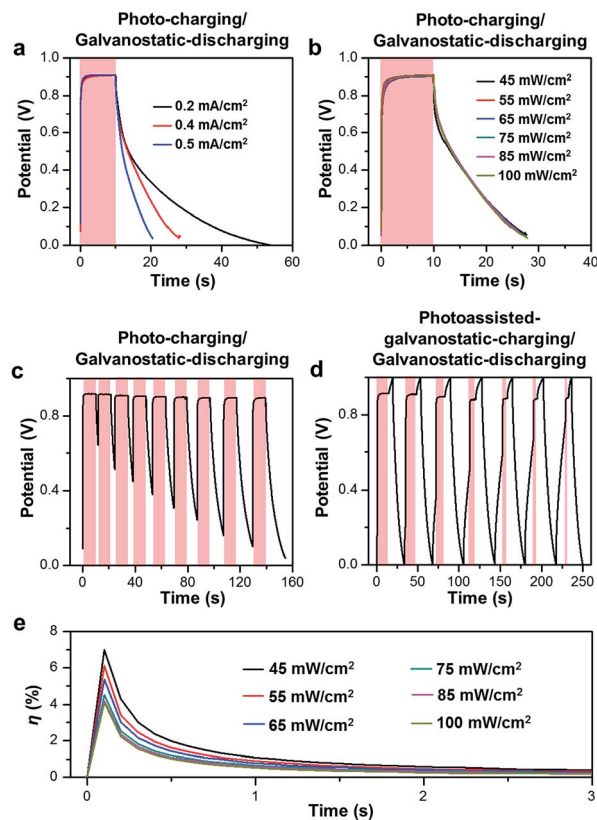 a
Photo-charging/
Galvanostatic-discharging
Potential (V)
1.0
0.8
0.6
0.4
0.2
0.0
0.2 mA/cm²
0.4 mA/cm²
0.5 mA/cm²
0 20 40 60
Time (s)
b
Photo-charging/
Galvanostatic-discharging
Potential (V)
1.0
0.8
0.6
0.4
0.2
0.0
45 mW/cm²
55 mW/cm²
65 mW/cm²
75 mW/cm²
85 mW/cm²
100 mW/cm²
0 10 20 30 40
Time (s)
c
Photo-charging/
Galvanostatic-discharging
Potential (V)
0.8
0.4
0.0
0 30 60 90 120 150
Time (s)
d
Photoassisted-
galvanostatic-charging/
Galvanostatic-discharging
Potential (V)
0.8
0.4
0.0
0 50 100 150 200 250
Time (s)
e
η (%)
8
6
4
2
0
45 mW/cm²
55 mW/cm²
65 mW/cm²
75 mW/cm²
85 mW/cm²
100 mW/cm²
0 1 2 3
Time (s)